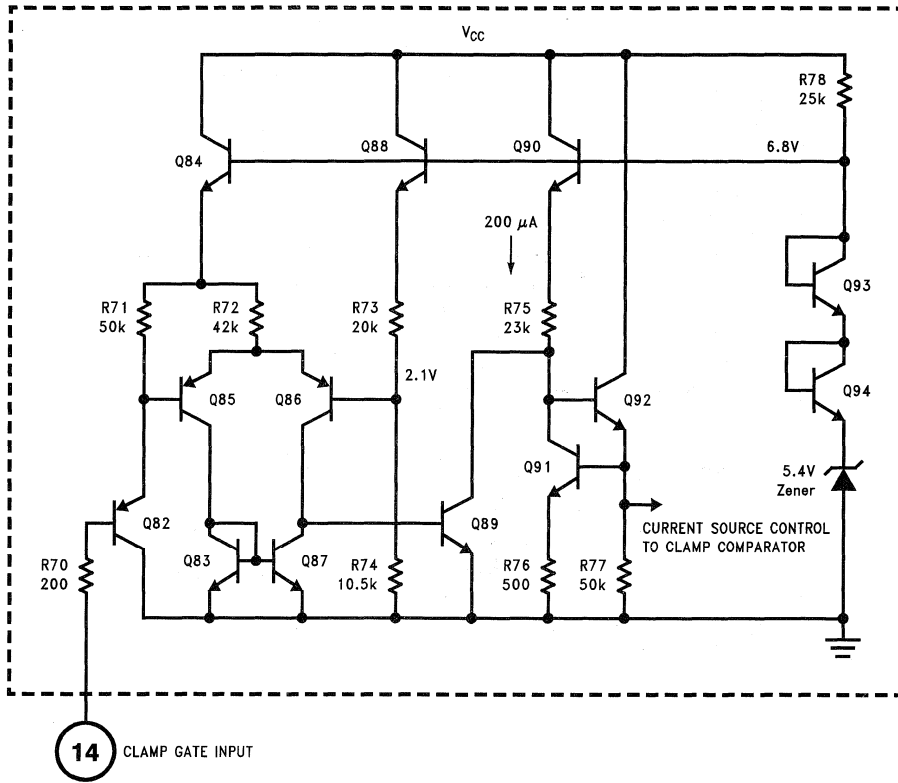 VCC
R78
25k
Q84
Q88
Q90
6.8V
200 μA
Q93
R71
50k
R72
42k
R73
20k
R75
23k
2.1V
Q85
Q86
Q92
Q94
Q91
5.4V
Zener
Q82
Q89
CURRENT SOURCE CONTROL
TO CLAMP COMPARATOR
R70
200
Q83
Q87
R74
10.5k
R76
500
R77
50k
14
CLAMP GATE INPUT